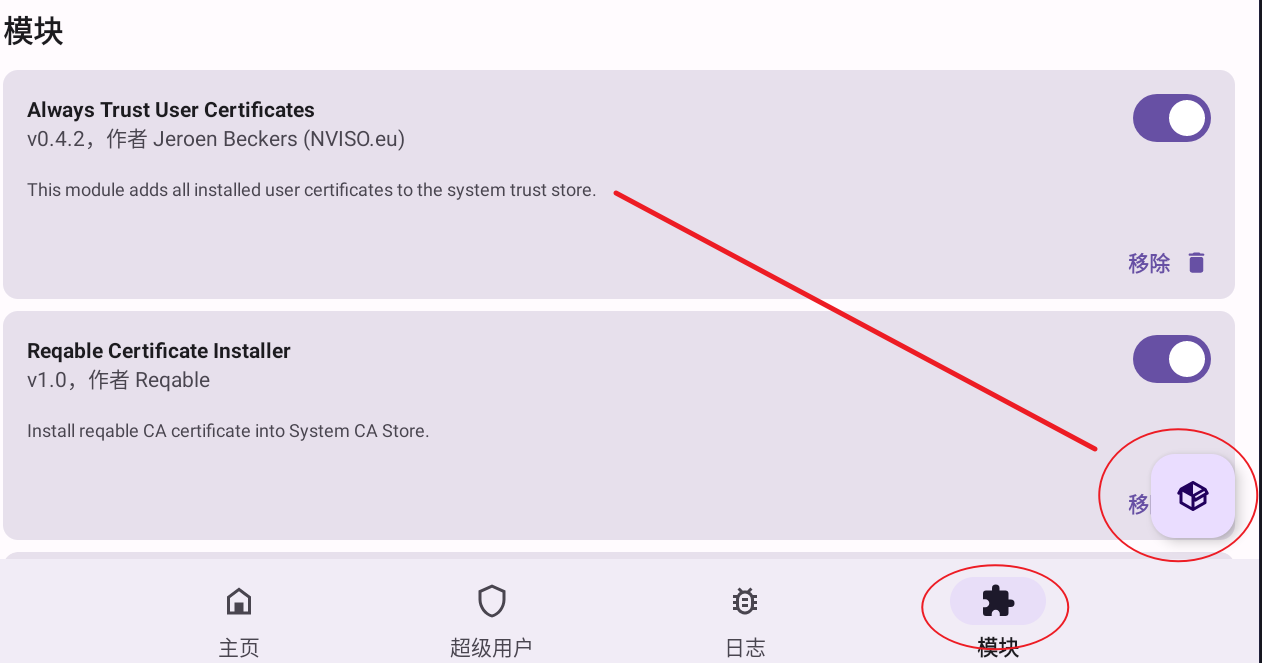 模块
Always Trust User Certificates
v0.4.2，作者 Jeroen Beckers (NVISO.eu)
This module adds all installed user certificates to the system trust store.
移除
Reqable Certificate Installer
v1.0，作者 Reqable
Install reqable CA certificate into System CA Store.
移
主页
超级用户
日志
模块